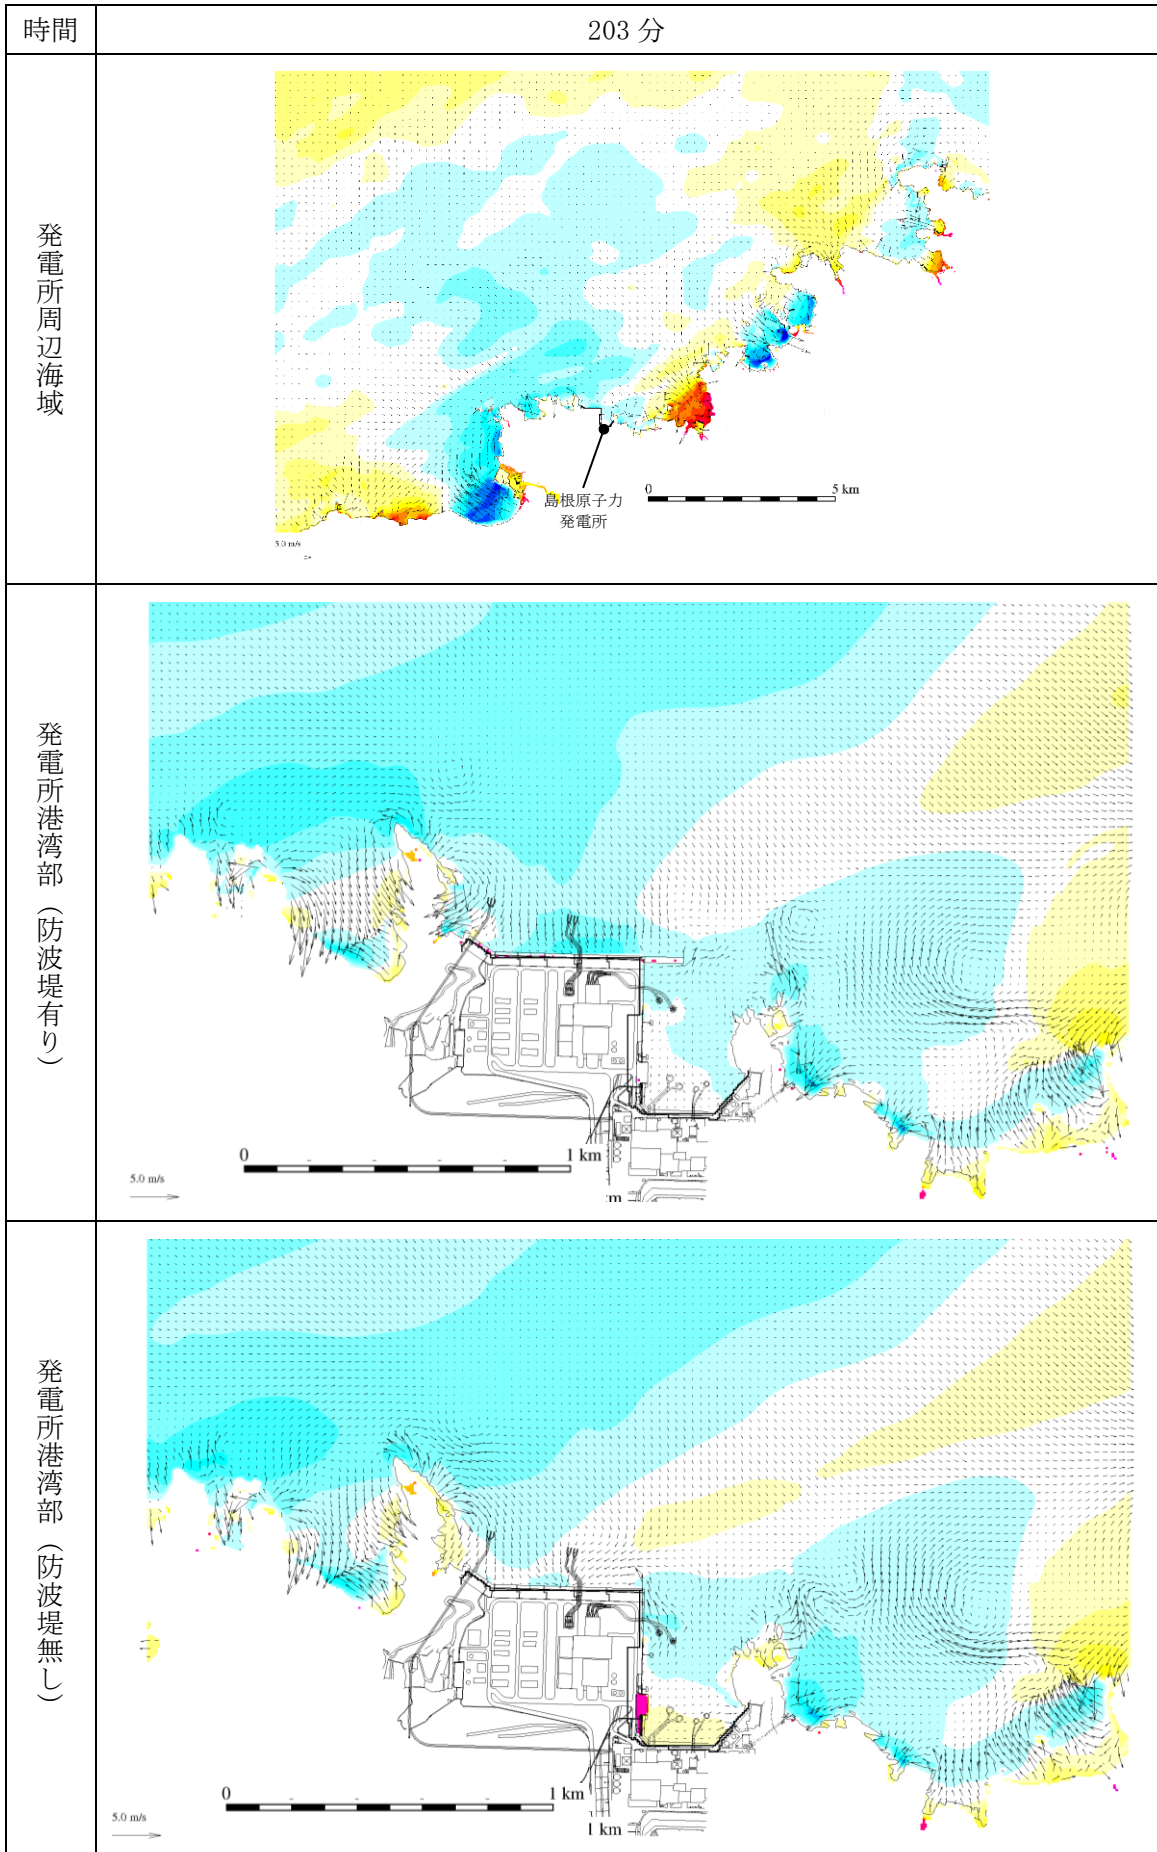 時間
203 分
発電所周辺海域
島根原子力
発電所
0
5 km
5.0 m/s
発電所港湾部（防波堤有り）
0
1 km
5.0 m/s
:m
発電所港湾部（防波堤無し）
0
1 km
5.0 m/s
1 km